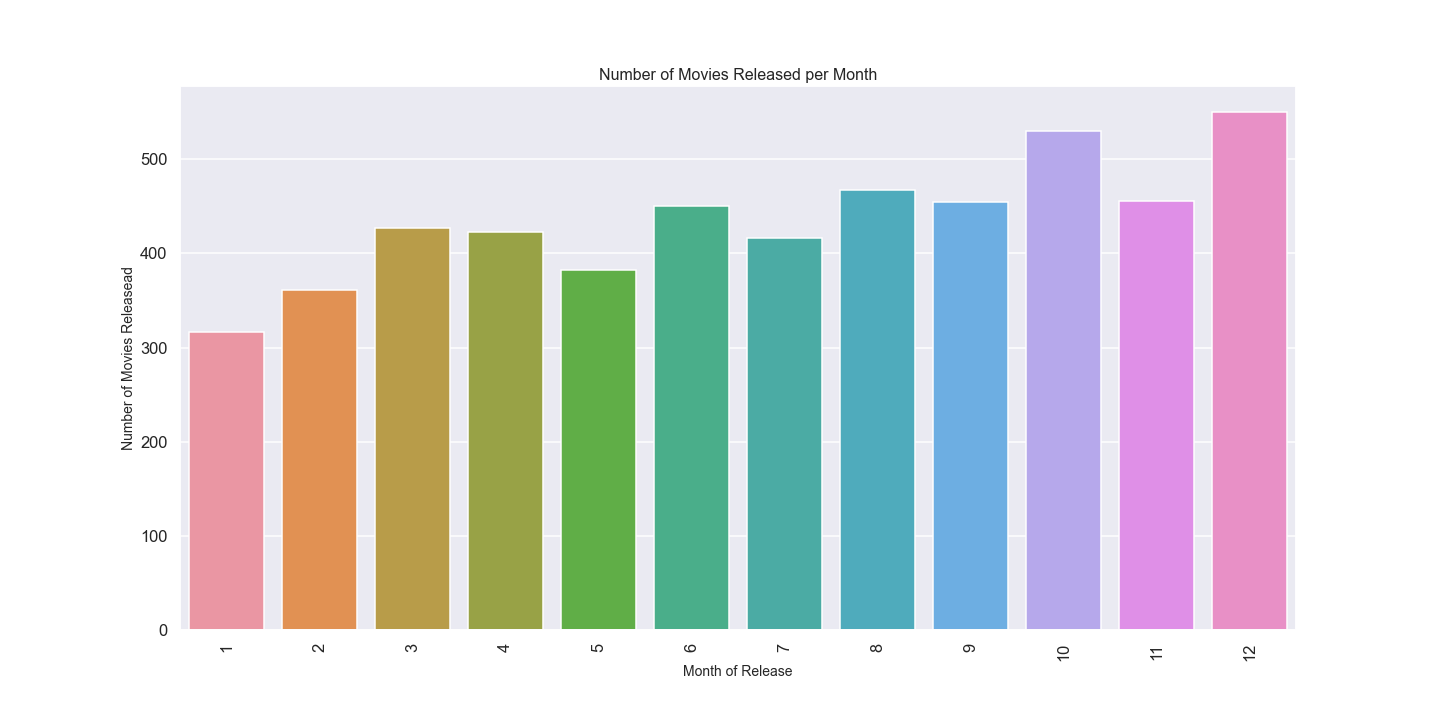 Number of Movies Released per Month
500
400
300
200
100
0
Number of Movies Releasead
1 2 3 4 5 6 7 8 9 10 11 12
Month of Release